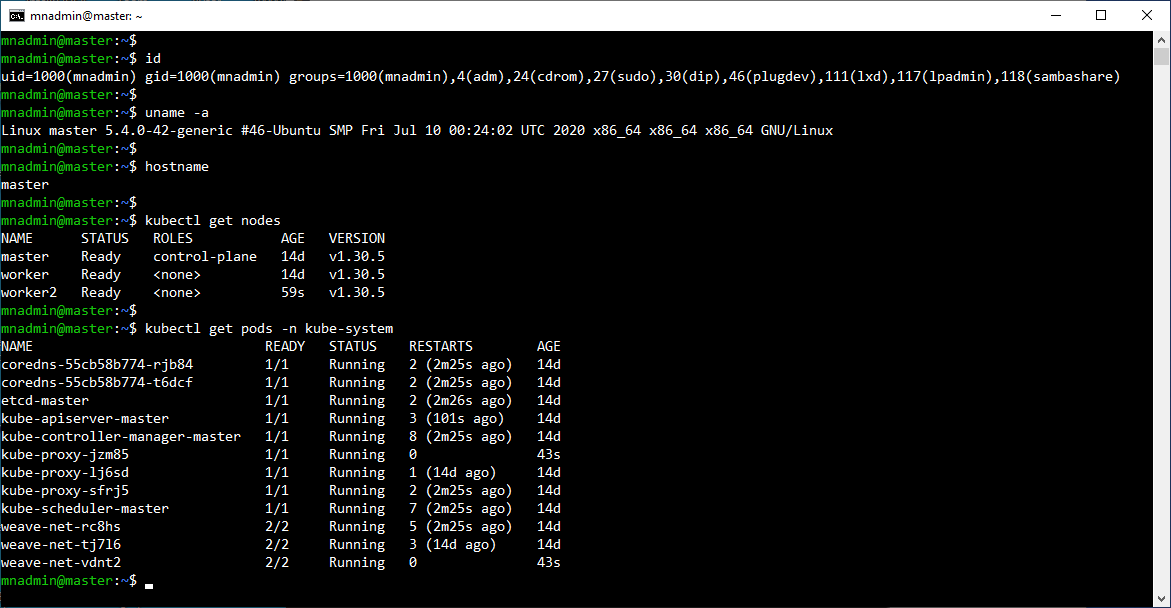 mnadmin@master: ~
mnadmin@master:~$
mnadmin@master:~$ id
uid=1000(mnadmin) gid=1000(mnadmin) groups=1000(mnadmin),4(adm),24(cdrom),27(sudo),30(dip),46(plugdev),111(lxd),117(lpadmin),118(sambashare)
mnadmin@master:~$
mnadmin@master:~$ uname -a
Linux master 5.4.0-42-generic #46-Ubuntu SMP Fri Jul 10 00:24:02 UTC 2020 x86_64 x86_64 x86_64 GNU/Linux
mnadmin@master:~$
mnadmin@master:~$ hostname
master
mnadmin@master:~$
mnadmin@master:~$ kubectl get nodes
NAME      STATUS   ROLES           AGE   VERSION
master    Ready    control-plane   14d   v1.30.5
worker    Ready    <none>          14d   v1.30.5
worker2   Ready    <none>          59s   v1.30.5
mnadmin@master:~$
mnadmin@master:~$ kubectl get pods -n kube-system
NAME                             READY   STATUS    RESTARTS        AGE
coredns-55cb58b774-rjb84         1/1     Running   2 (2m25s ago)   14d
coredns-55cb58b774-t6dcf         1/1     Running   2 (2m25s ago)   14d
etcd-master                      1/1     Running   2 (2m26s ago)   14d
kube-apiserver-master            1/1     Running   3 (101s ago)    14d
kube-controller-manager-master   1/1     Running   8 (2m25s ago)   14d
kube-proxy-jzm85                 1/1     Running   0               43s
kube-proxy-lj6sd                 1/1     Running   1 (14d ago)     14d
kube-proxy-sfrj5                 1/1     Running   2 (2m25s ago)   14d
kube-scheduler-master            1/1     Running   7 (2m25s ago)   14d
weave-net-rc8hs                  2/2     Running   5 (2m25s ago)   14d
weave-net-tj7l6                  2/2     Running   3 (14d ago)     14d
weave-net-vdnt2                  2/2     Running   0               43s
mnadmin@master:~$